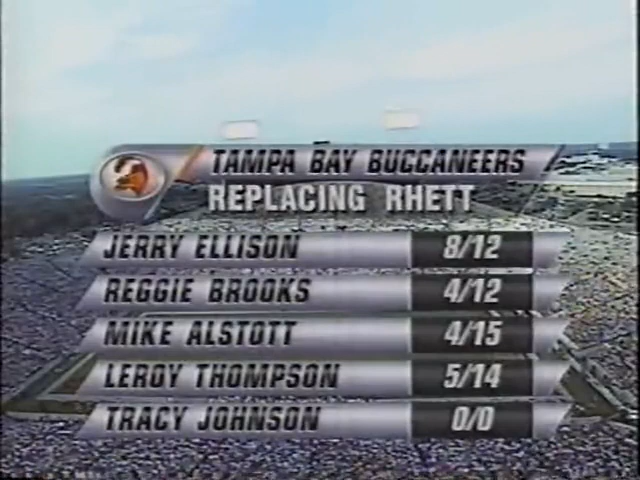 TAMPA BAY BUCCANEERS
REPLACING RHETT
JERRY ELLISON 8/12
REGGIE BROOKS 4/12
MIKE ALSTOTT 4/15
LEROY THOMPSON 5/14
TRACY JOHNSON 0/0